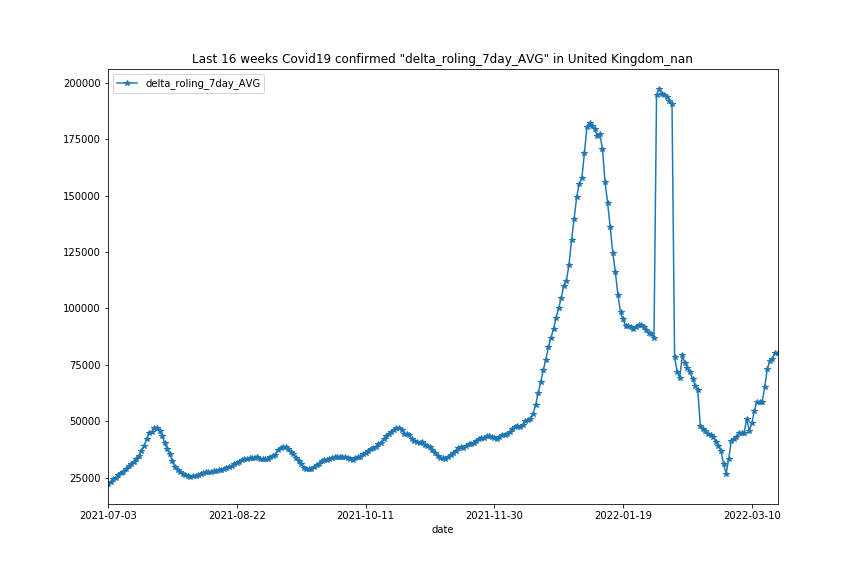 Last 16 weeks Covid19 confirmed "delta_roling_7day_AVG" in United Kingdom_nan
delta_roling_7day_AVG
200000
175000
150000
125000
100000
75000
50000
25000
2021-07-03 2021-08-22 2021-10-11 2021-11-30 2022-01-19 2022-03-10
date